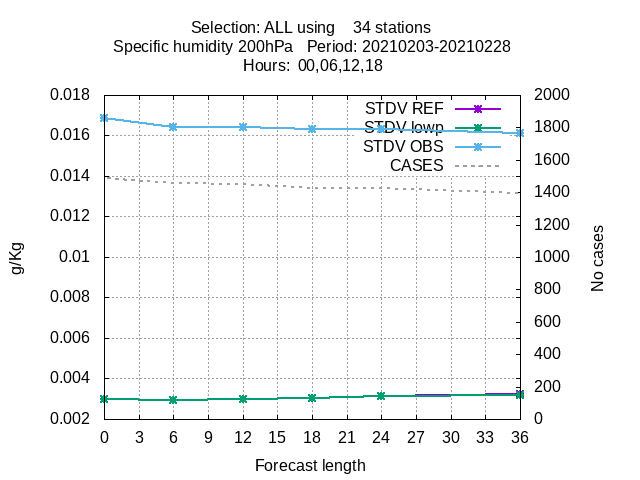 Selection: ALL using 34 stations
Specific humidity 200hPa Period: 20210203-20210228
Hours: 00,06,12,18
0.018 2000
STDV REF
0.016 STDV lowp 1800
STDV OBS 1600
CASES
0.014 1400
0.012 1200
g/Kg 0.01 1000 No cases
0.008 800
0.006 600
400
0.004 200
0.002 0
0 3 6 9 12 15 18 21 24 27 30 33 36
Forecast length